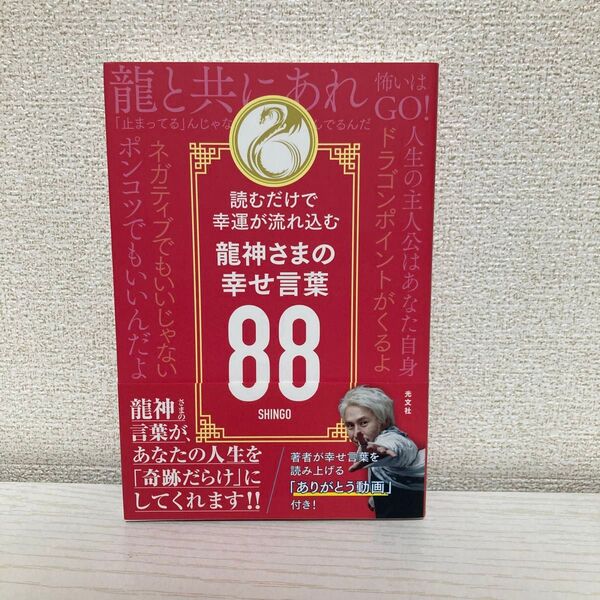 龍と共にあれ
「止まってる」んじゃな
んでるんだ
怖いは
GO!
人生の主人公はあなた自身
ドラゴンポイントがくるよ
ネガティブでもいいじゃない
ポンコツでもいいんだよ
読むだけで
幸運が流れ込む
龍神さまの
幸せ言葉
88
SHINGO
光文社
龍神さまの
言葉が、
あなたの人生を
「奇跡だらけ」に
してくれます!!
著者が幸せ言葉を
読み上げる
「ありがとう動画」
付き!